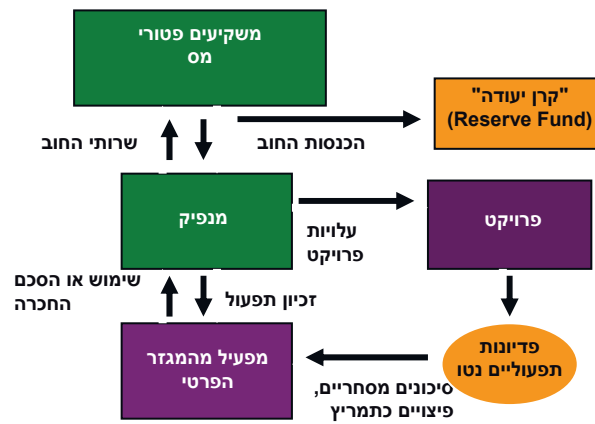 משקיעים פטורי
מס
"קרן יעודה"
(Reserve Fund)
שרותי החוב
הכנסות החוב
מנפיק
פרויקט
עלויות
פרויקט
שימוש או הסכם
החכרה
זכיון תפעול
מפעיל מהמגזר
הפרטי
פדיונות
תפעוליים נטו
סיכונים מסחריים,
פיצויים כתמריץ